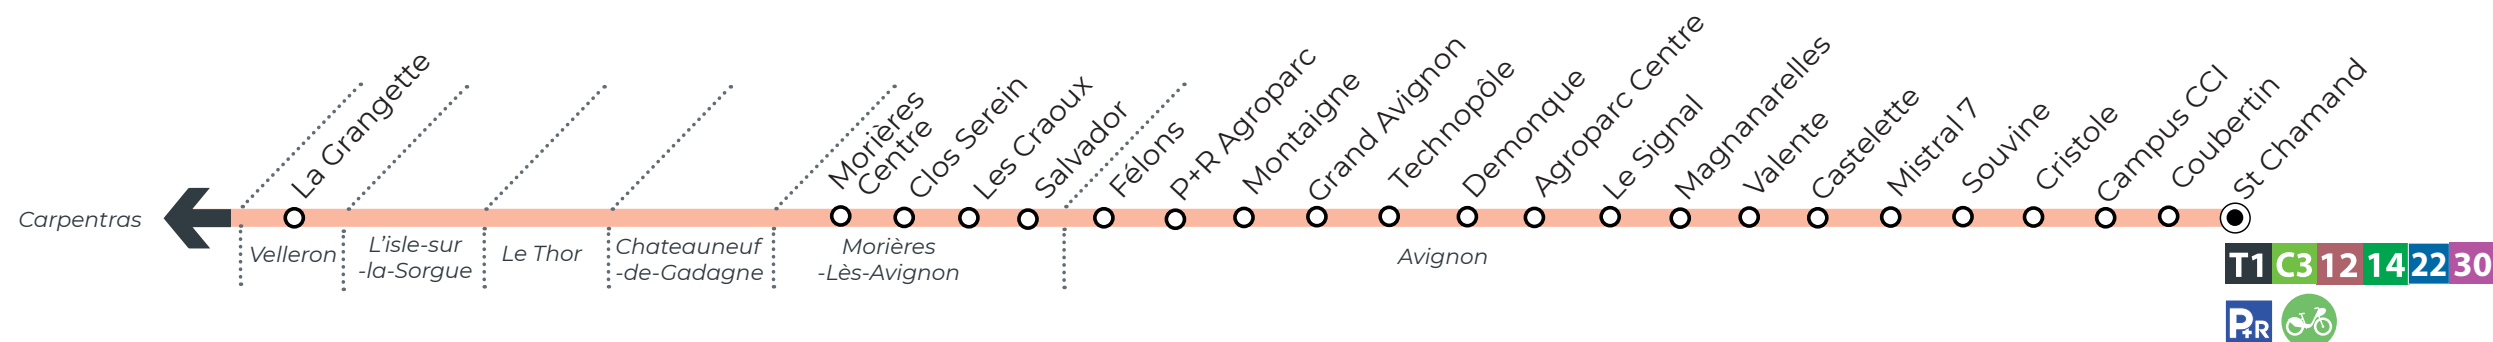 Carpentras
La Grangette
Morières
Centre
Clos Serein
Les Craoux
Salvador
Félons
P+R Agroparc
Montaigne
Grand Avignon
Technopôle
Demonque
Agroparc Centre
Le Signal
Magnanarelles
Valente
Castelette
Mistral 7
Souvine
Cristole
Campus CCI
Coubertin
St Chamand
Velleron
L'isle-sur
-la-Sorgue
Le Thor
Chateauneuf
-de-Gadagne
Morières
-Lès-Avignon
Avignon
T1 C3 12 14 22 30
P+R